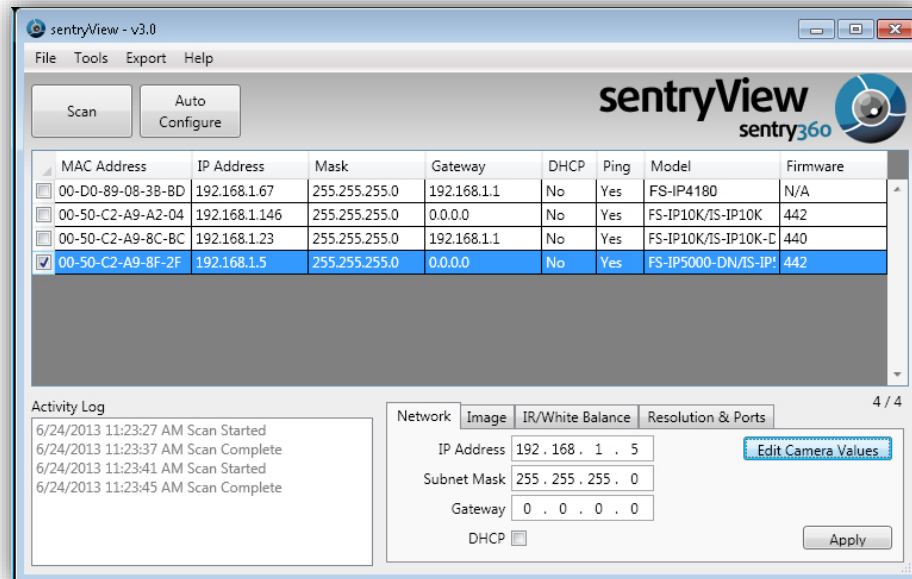 sentryView - v3.0
File Tools Export Help
Scan
Auto
Configure
sentryView
sentry360
MAC Address IP Address Mask Gateway DHCP Ping Model Firmware
00-D0-89-08-3B-BD 192.168.1.67 255.255.255.0 192.168.1.1 No Yes FS-IP4180 N/A
00-50-C2-A9-A2-04 192.168.1.146 255.255.255.0 0.0.0.0 No Yes FS-IP10K/IS-IP10K 442
00-50-C2-A9-8C-BC 192.168.1.23 255.255.255.0 192.168.1.1 No Yes FS-IP10K/IS-IP10K-D 440
00-50-C2-A9-8F-2F 192.168.1.5 255.255.255.0 0.0.0.0 No Yes FS-IP5000-DN/IS-IP5 442
4 / 4
Activity Log
6/24/2013 11:23:27 AM Scan Started
6/24/2013 11:23:37 AM Scan Complete
6/24/2013 11:23:41 AM Scan Started
6/24/2013 11:23:45 AM Scan Complete
Network Image IR/White Balance Resolution & Ports
IP Address 192 . 168 . 1 . 5
Edit Camera Values
Subnet Mask 255 . 255 . 255 . 0
Gateway 0 . 0 . 0 . 0
DHCP
Apply